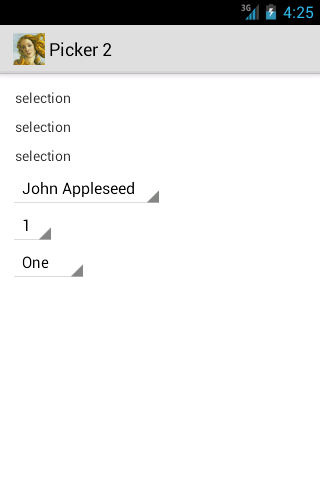 3G 4:25
Picker 2
selection
selection
selection
John Appleseed
1
One